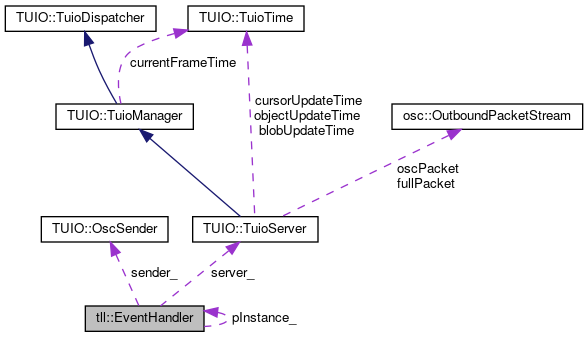 TUIO::TuioDispatcher
TUIO::TuioTime
currentFrameTime
TUIO::TuioManager
cursorUpdateTime
objectUpdateTime
blobUpdateTime
osc::OutboundPacketStream
oscPacket
fullPacket
TUIO::OscSender
TUIO::TuioServer
sender_
server_
tll::EventHandler
pInstance_